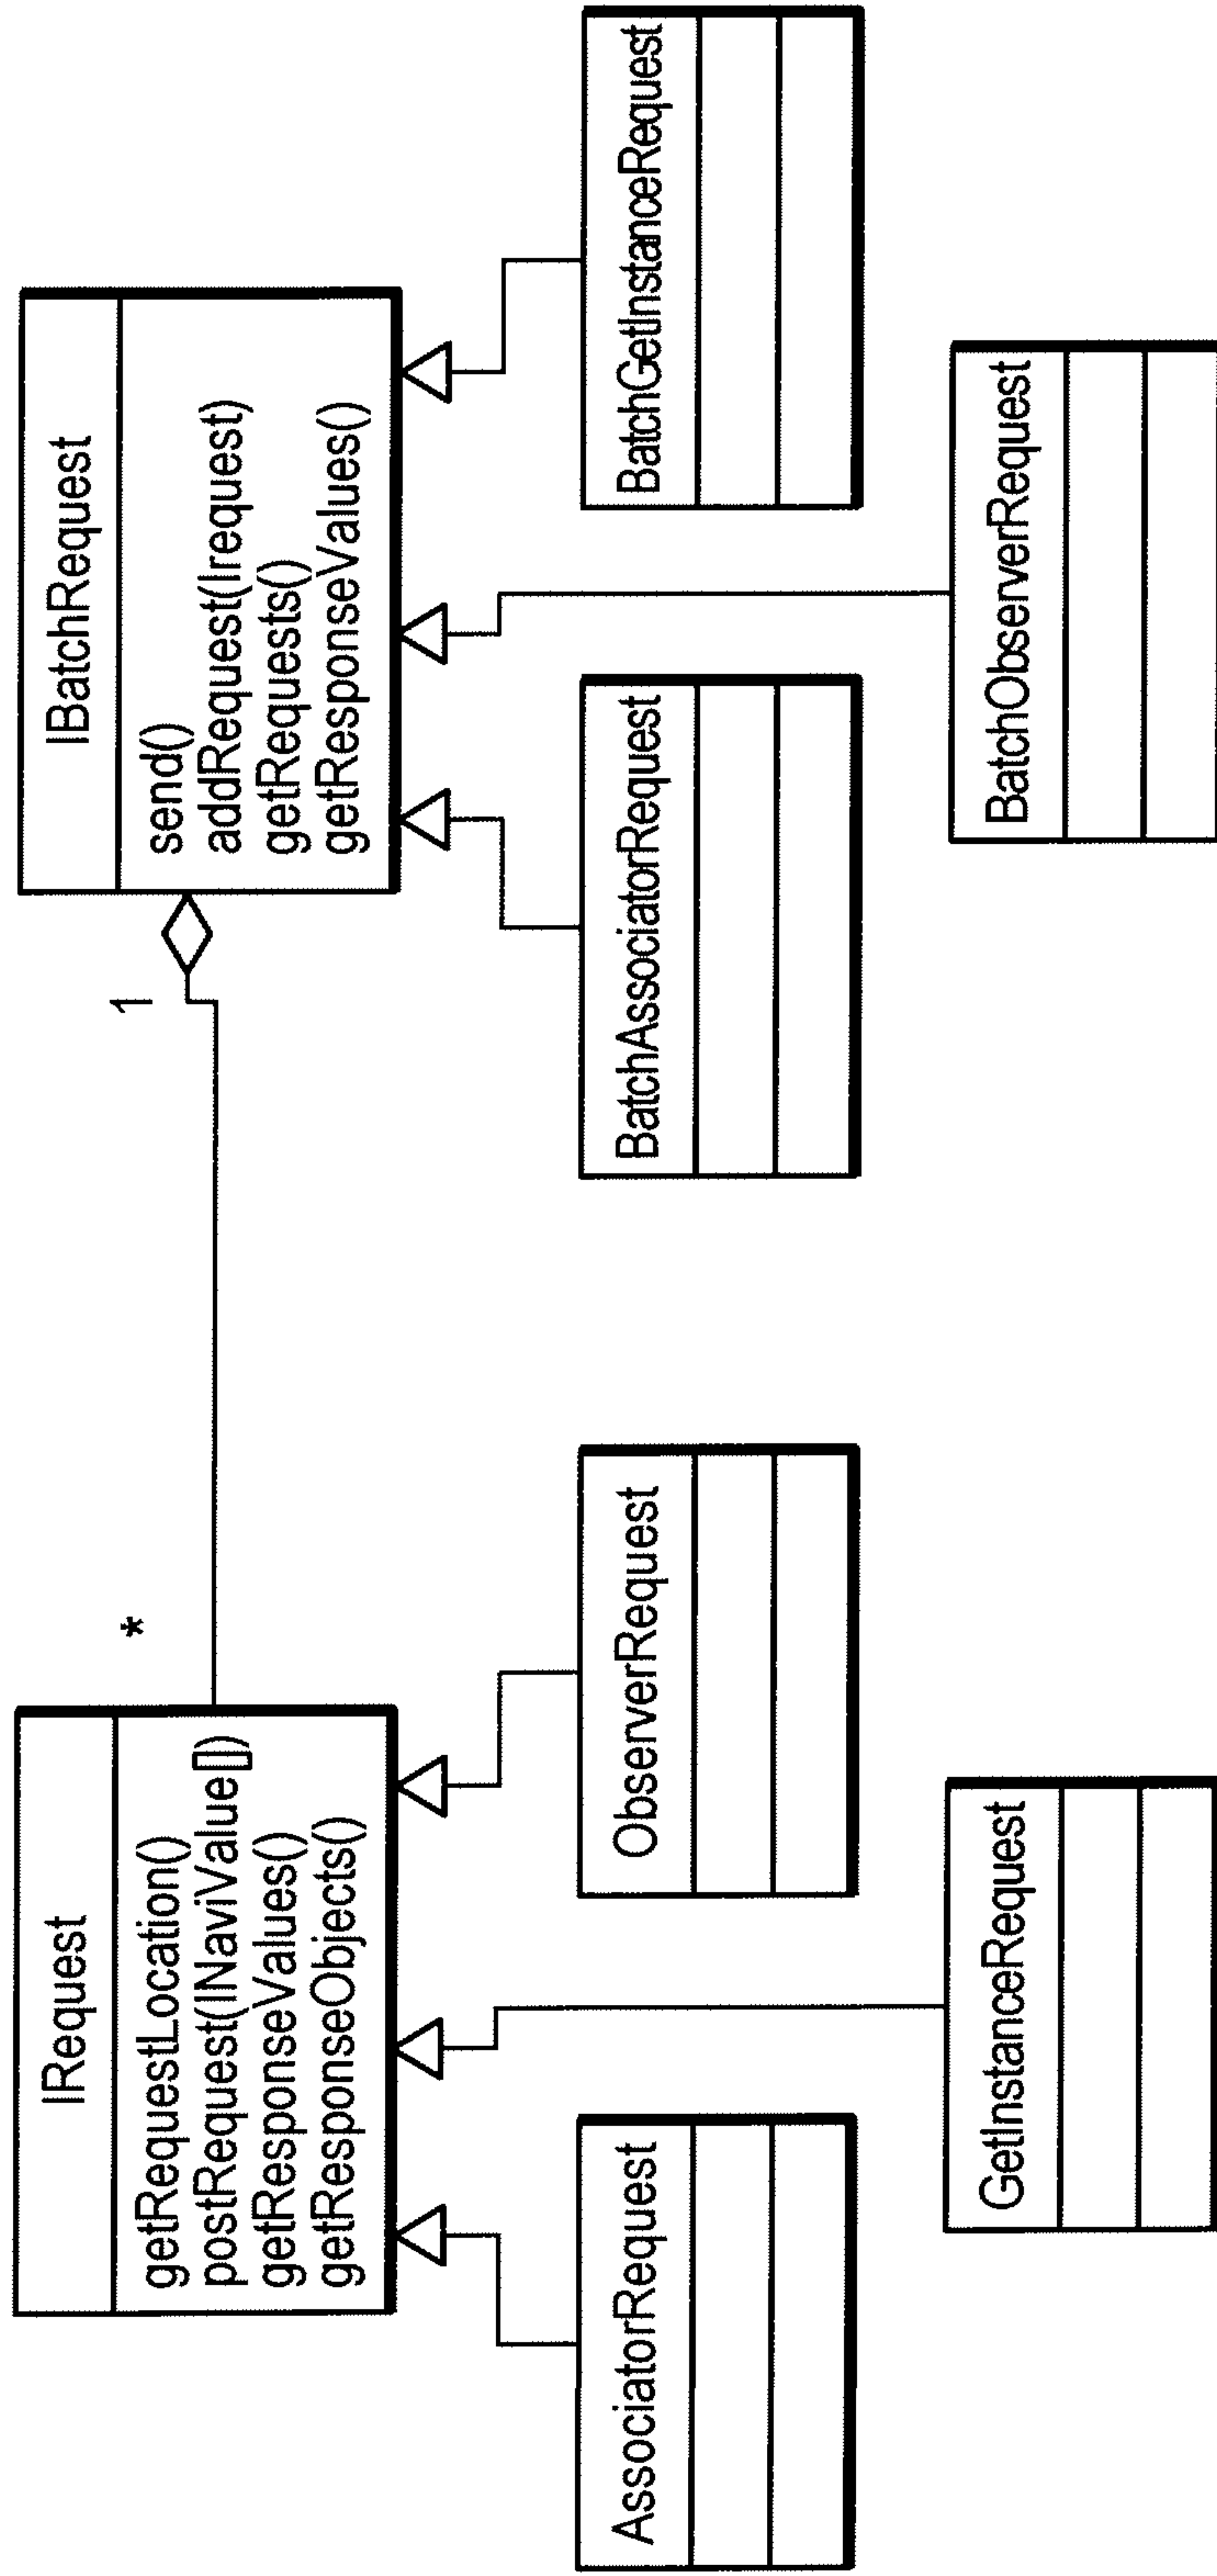 IRequest
getRequestLocation()
postRequest(INaviValue[])
getResponseValues()
getResponseObjects()
*
1
IBatchRequest
send()
addRequest(Irequest)
getRequests()
getResponseValues()
AssociatorRequest
ObserverRequest
BatchAssociatorRequest
BatchGetInstanceRequest
GetInstanceRequest
BatchObserverRequest